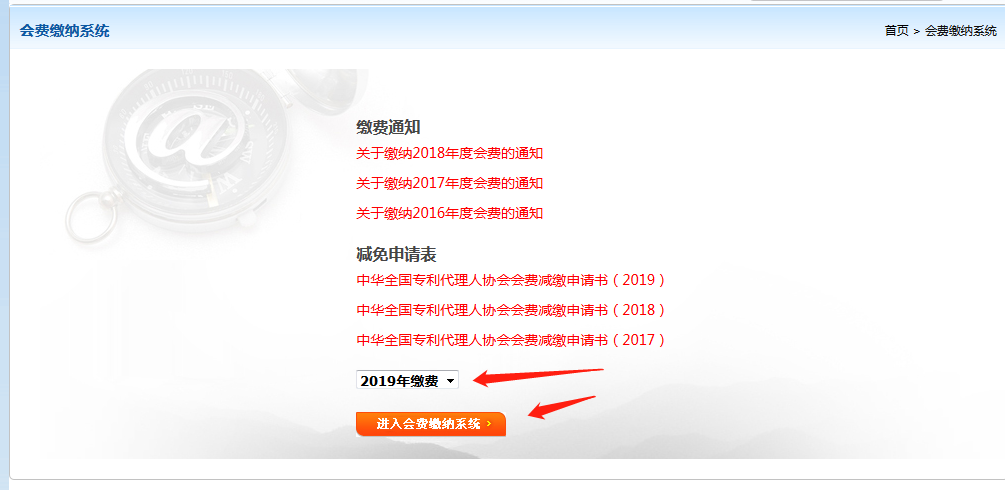 会费缴纳系统
首页 > 会费缴纳系统
缴费通知
关于缴纳2018年度会费的通知
关于缴纳2017年度会费的通知
关于缴纳2016年度会费的通知
减免申请表
中华全国专利代理人协会会费减缴申请书（2019）
中华全国专利代理人协会会费减缴申请书（2018）
中华全国专利代理人协会会费减缴申请书（2017）
2019年缴费
进入会费缴纳系统 ›